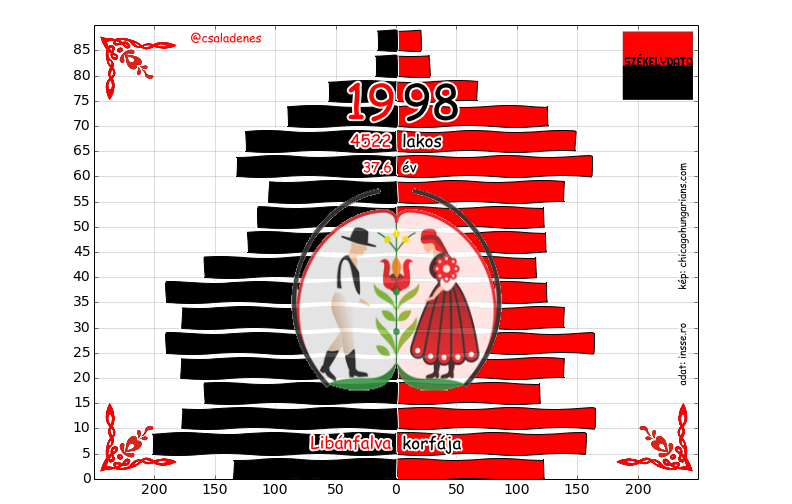 @csaladenes
SZÉKELYDATA
1998
4522 lakos
37.6 év
kép: chicagohungarians.com
adat: insse.ro
Libánfalva korfája
85
80
75
70
65
60
55
50
45
40
35
30
25
20
15
10
5
0
200 150 100 50 0 50 100 150 200